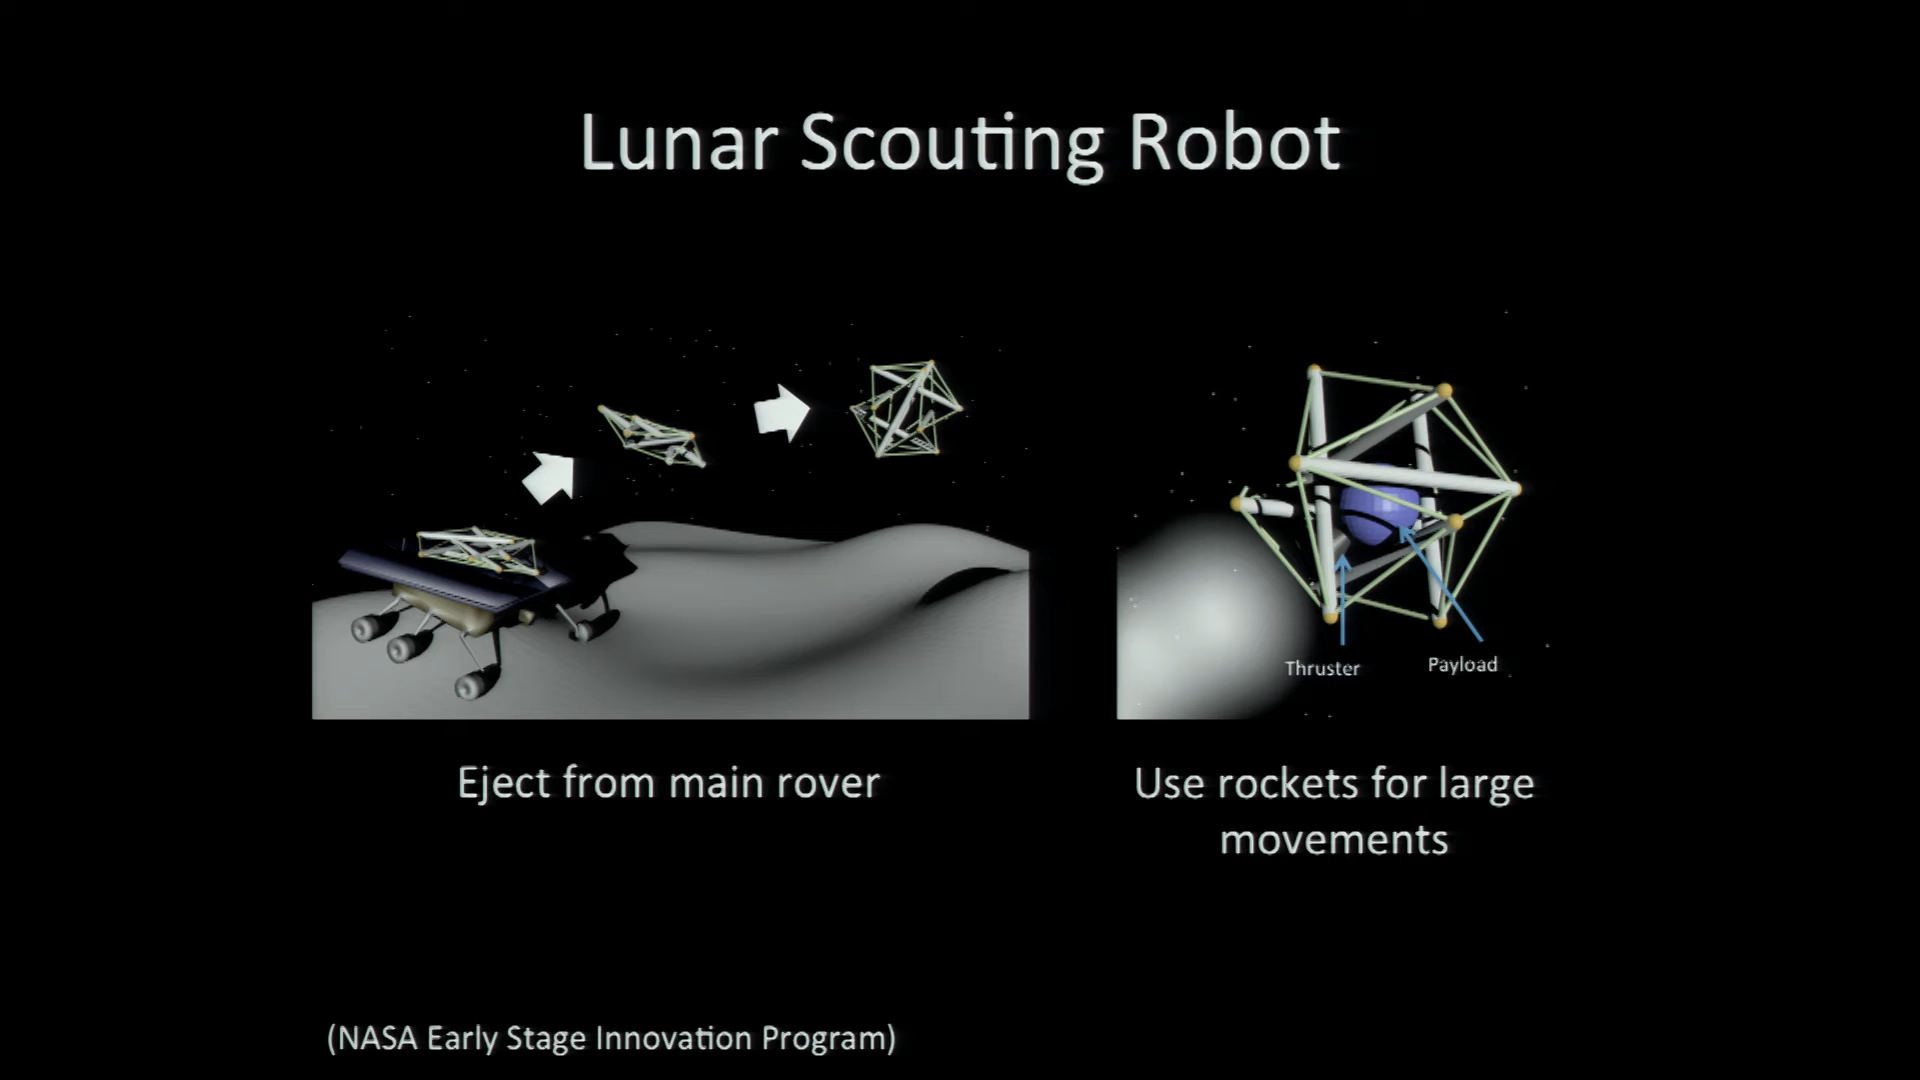 Lunar Scouting Robot
Thruster
Payload
Eject from main rover
Use rockets for large
movements
(NASA Early Stage Innovation Program)